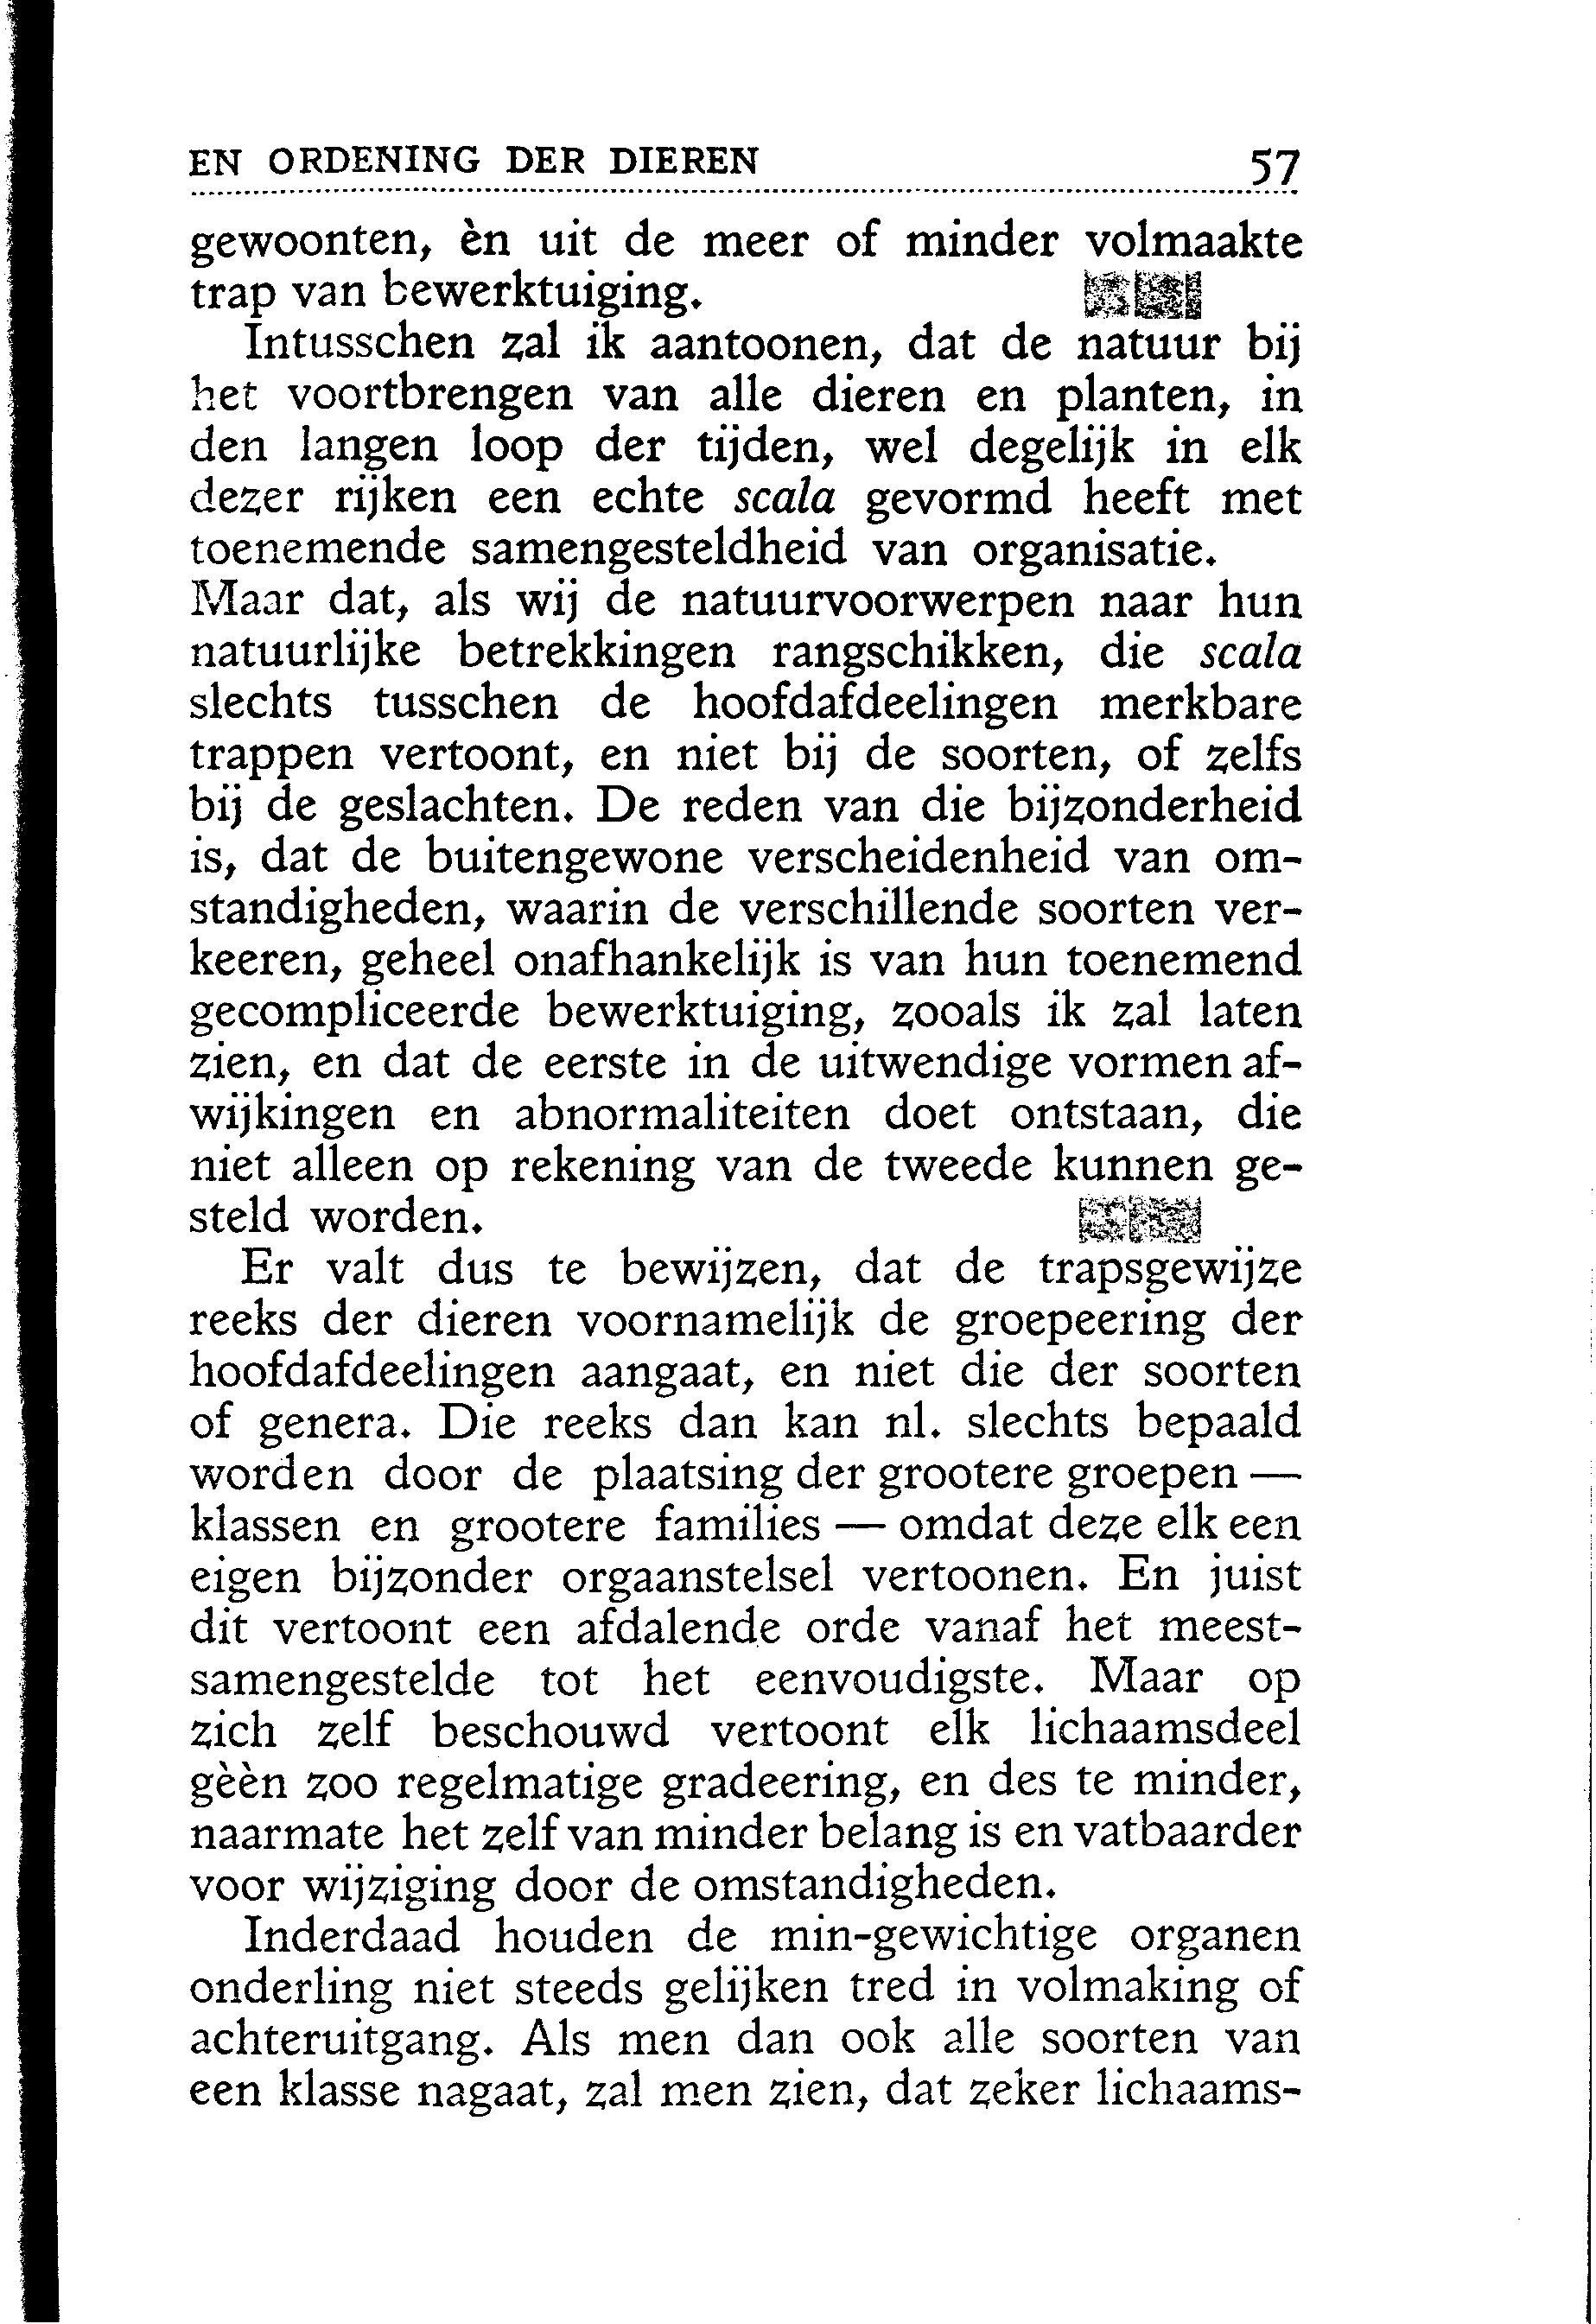 EN ORDENING DER DIEREN 57
gewoonten, èn uit de meer of minder volmaakte
trap van bewerktuiging.
Intusschen zal ik aantoonen, dat de natuur bij
het voortbrengen van alle dieren en planten, in
den langen loop der tijden, wel degelijk in elk
dezer rijken een echte scala gevormd heeft met
toenemende samengesteldheid van organisatie.
Maar dat, als wij de natuurvoorwerpen naar hun
natuurlijke betrekkingen rangschikken, die scala
slechts tusschen de hoofdafdeelingen merkbare
trappen vertoont, en niet bij de soorten, of zelfs
bij de geslachten. De reden van die bijzonderheid
is, dat de buitengewone verscheidenheid van om-
standigheden, waarin de verschillende soorten ver-
keeren, geheel onafhankelijk is van hun toenemend
gecompliceerde bewerktuiging, zooals ik zal laten
zien, en dat de eerste in de uitwendige vormen af-
wijkingen en abnormaliteiten doet ontstaan, die
niet alleen op rekening van de tweede kunnen ge-
steld worden.
Er valt dus te bewijzen, dat de trapsgewijze
reeks der dieren voornamelijk de groepeering der
hoofdafdeelingen aangaat, en niet die der soorten
of genera. Die reeks dan kan nl. slechts bepaald
worden door de plaatsing der grootere groepen —
klassen en grootere families — omdat deze elk een
eigen bijzonder orgaanstelsel vertoonen. En juist
dit vertoont een afdalende orde vanaf het meest-
samengestelde tot het eenvoudigste. Maar op
zich zelf beschouwd vertoont elk lichaamsdeel
gèèn zoo regelmatige gradeering, en des te minder,
naarmate het zelf van minder belang is en vatbaarder
voor wijziging door de omstandigheden.
Inderdaad houden de min-gewichtige organen
onderling niet steeds gelijken tred in volmaking of
achteruitgang. Als men dan ook alle soorten van
een klasse nagaat, zal men zien, dat zeker lichaams-